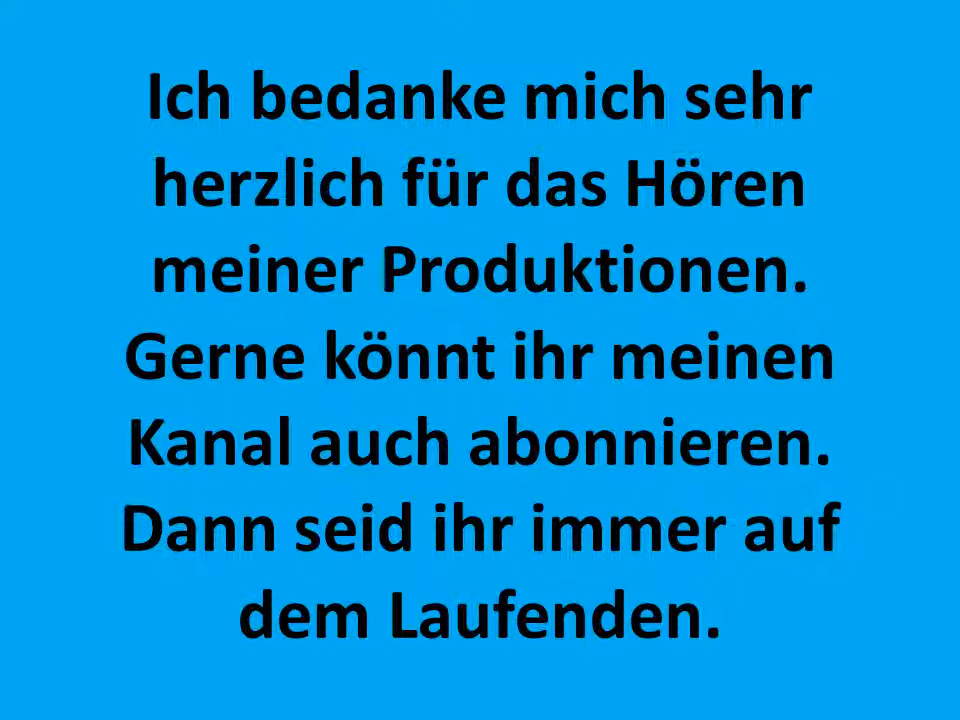 Ich bedanke mich sehr
herzlich für das Hören
meiner Produktionen.
Gerne könnt ihr meinen
Kanal auch abonnieren.
Dann seid ihr immer auf
dem Laufenden.